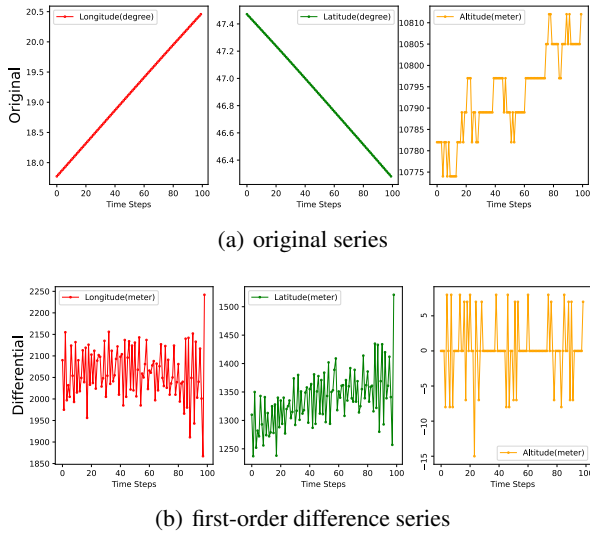 Original
Longitude(degree)
20.5
20.0
19.5
19.0
18.5
18.0
0 20 40 60 80 100
Time Steps
Latitude(degree)
47.4
47.2
47.0
46.8
46.6
46.4
0 20 40 60 80 100
Time Steps
Altitude(meter)
10810
10805
10800
10795
10790
10785
10780
10775
0 20 40 60 80 100
Time Steps
(a) original series
Differential
Longitude(meter)
2250
2200
2150
2100
2050
2000
1950
1900
1850
0 20 40 60 80 100
Time Steps
Latitude(meter)
1500
1450
1400
1350
1300
1250
0 20 40 60 80 100
Time Steps
5
0
−5
−10
−15
Altitude(meter)
0 20 40 60 80 100
Time Steps
(b) first-order difference series